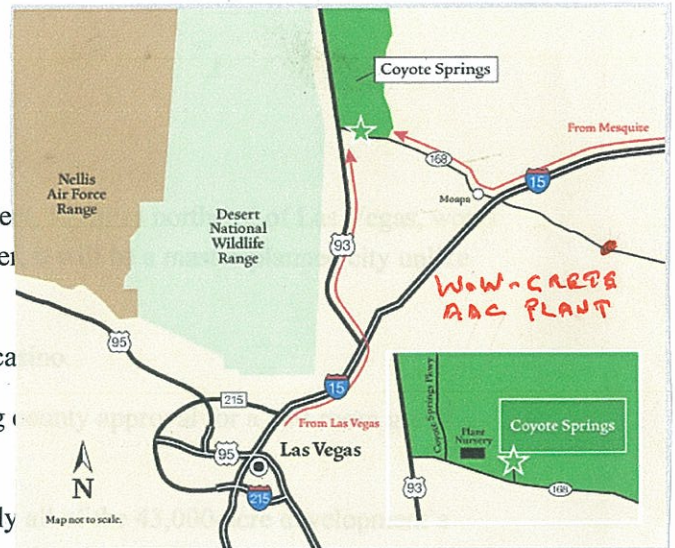 Coyote Springs
From Mesquite
168
15
Moapa
Nellis
Air Force
Range
Desert
National
Wildlife
Range
93
WOW-CRETE
AAC PLANT
95
15
215
From Las Vegas
95
Las Vegas
215
N
Map not to scale.
Coyote Springs Pkwy
Plant
Nursery
Coyote Springs
93
168